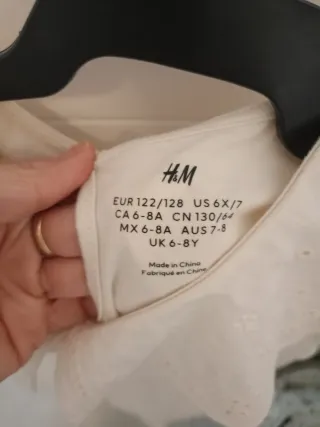 H&M
EUR 122/128 US 6X/7
CA 6-8A CN 130/64
MX 6-8A AUS 7-8
UK 6-8Y
Made in China
Fabriqué en Chine